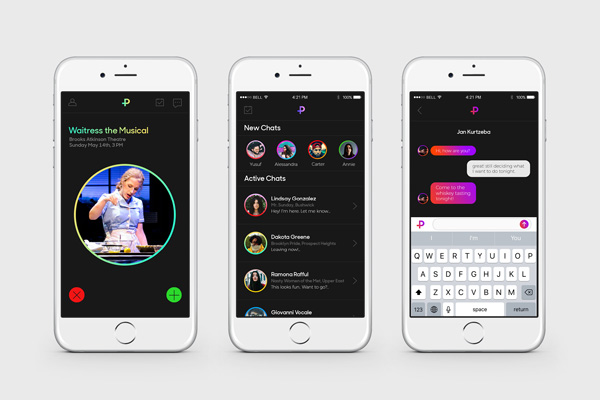 Waitress the Musical
Brooks Atkinson Theatre
Sunday May 14th, 3 PM
BELL
4:21 PM
100%
New Chats
Yusuf
Alessandra
Carter
Annie
Active Chats
Lindsay Gonzalez
Mr. Sunday, Bushwick
Hey! I'm here. Let me know..
Dakota Greene
Brooklyn Pride, Prospect Heights
Leaving now!..
Ramona Rafful
Nasty Women of the Met, Upper East
This looks fun. Want to go?..
Giovanni Vocale
BELL
4:21 PM
100%
Jan Kurtzeba
Hi, how are you?
great! still deciding what
I want to do tonight
Come to the
whiskey tasting
tonight!
I
I'm
You
Q W E R T Y U I O P
A S D F G H J K L
Z X C V B N M
123
space
return